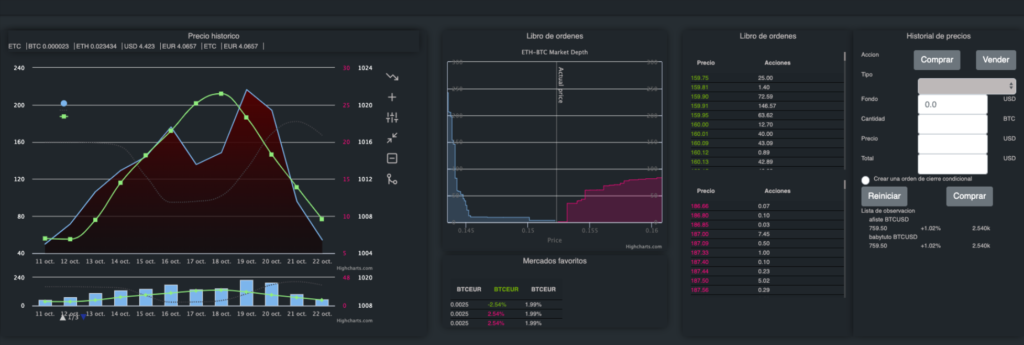 Precio historico
ETC |BTC 0.000023 |ETH 0.023434 |USD 4.423 |EUR 4.0657 |ETC |EUR 4.0657 |
240 30 1024
200 25 1020
160 20 1016
120 15 1012
80 10 1008
40 5 1004
11 oct. 12 oct. 13 oct. 14 oct. 15 oct. 16 oct. 17 oct. 18 oct. 19 oct. 20 oct. 21 oct. 22 oct.
Highcharts.com
240 40 1020
0 0 1008
11 oct. 12 oct. 13 oct. 14 oct. 15 oct. 16 oct. 17 oct. 18 oct. 19 oct. 20 oct. 21 oct. 22 oct.
1/3
Highcharts.com
Libro de ordenes
ETH-BTC Market Depth
Actual price
0.145 0.15 0.155 0.16
Price
Highcharts.com
Mercados favoritos
BTCEUR BTCEUR BTCEUR
0.0025 -2.54% 1.99%
0.0025 2.54% 1.99%
0.0025 2.54% 1.99%
Libro de ordenes
Precio Acciones
159.75 25.00
159.81 1.40
159.90 72.59
159.91 146.57
159.95 63.62
160.00 12.70
160.01 40.00
160.09 43.09
160.12 0.89
160.13 42.89
Precio Acciones
186.60 0.07
186.80 0.10
186.85 0.03
187.00 7.45
187.03 0.50
187.33 1.00
187.40 0.10
187.44 0.23
187.50 5.02
0.29
Historial de precios
Accion Comprar Vender
Tipo
Fondo 0.0 USD
Cantidad BTC
Precio USD
Total USD
Crear una orden de cierre condicional
Reiniciar Comprar
Lista de observacion
afiste BTCUSD
759.50 +1.02% 2.540k
babytuto BTCUSD
759.50 +1.02% 2.540k